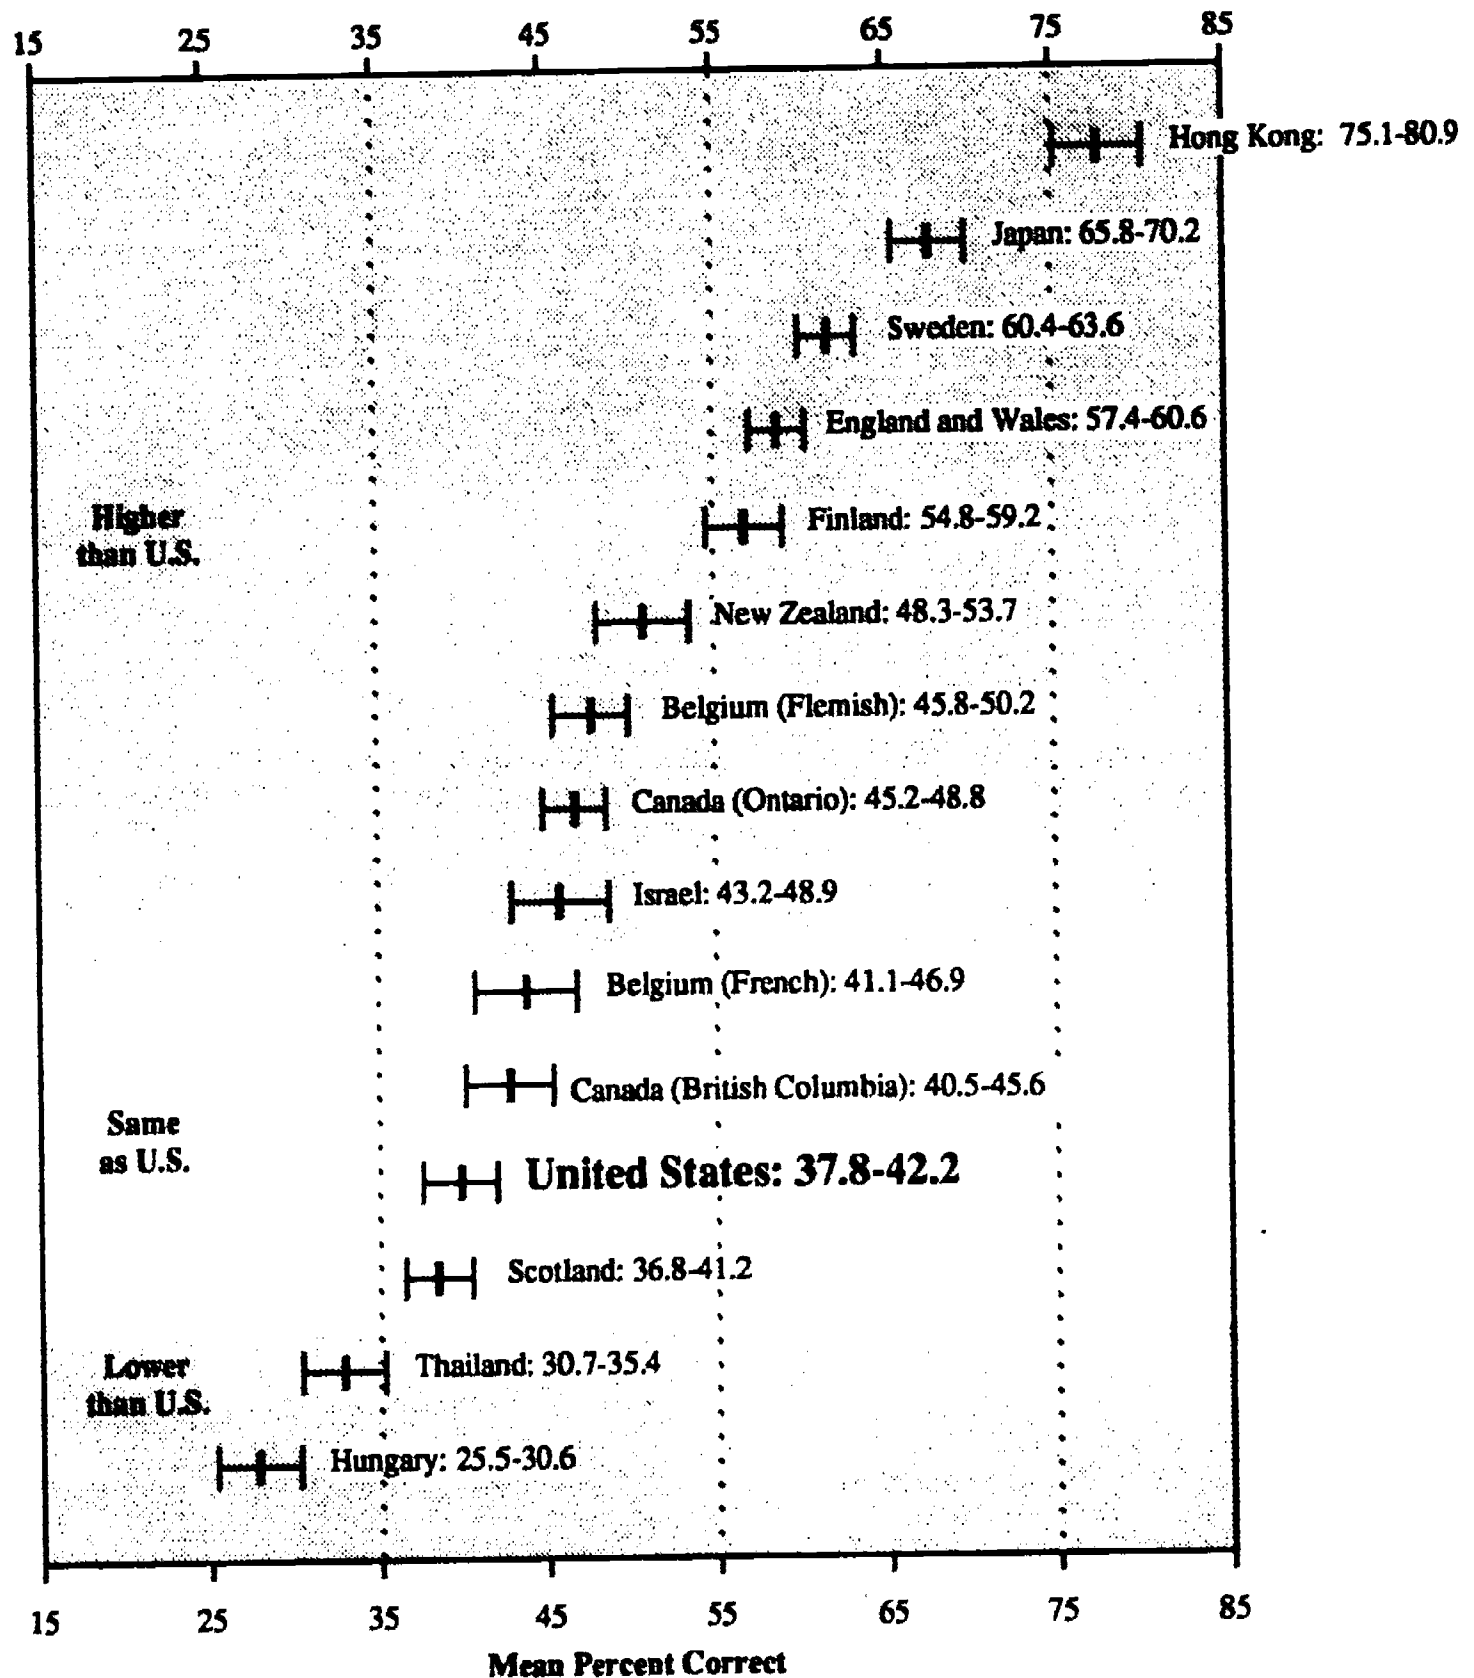 15 25 35 45 55 65 75 85
Hong Kong: 75.1-80.9
Japan: 65.8-70.2
Sweden: 60.4-63.6
England and Wales: 57.4-60.6
Higher
than U.S.
Finland: 54.8-59.2
New Zealand: 48.3-53.7
Belgium (Flemish): 45.8-50.2
Canada (Ontario): 45.2-48.8
Israel: 43.2-48.9
Belgium (French): 41.1-46.9
Canada (British Columbia): 40.5-45.6
Same
as U.S.
United States: 37.8-42.2
Scotland: 36.8-41.2
Lower
than U.S.
Thailand: 30.7-35.4
Hungary: 25.5-30.6
15 25 35 45 55 65 75 85
Mean Percent Correct